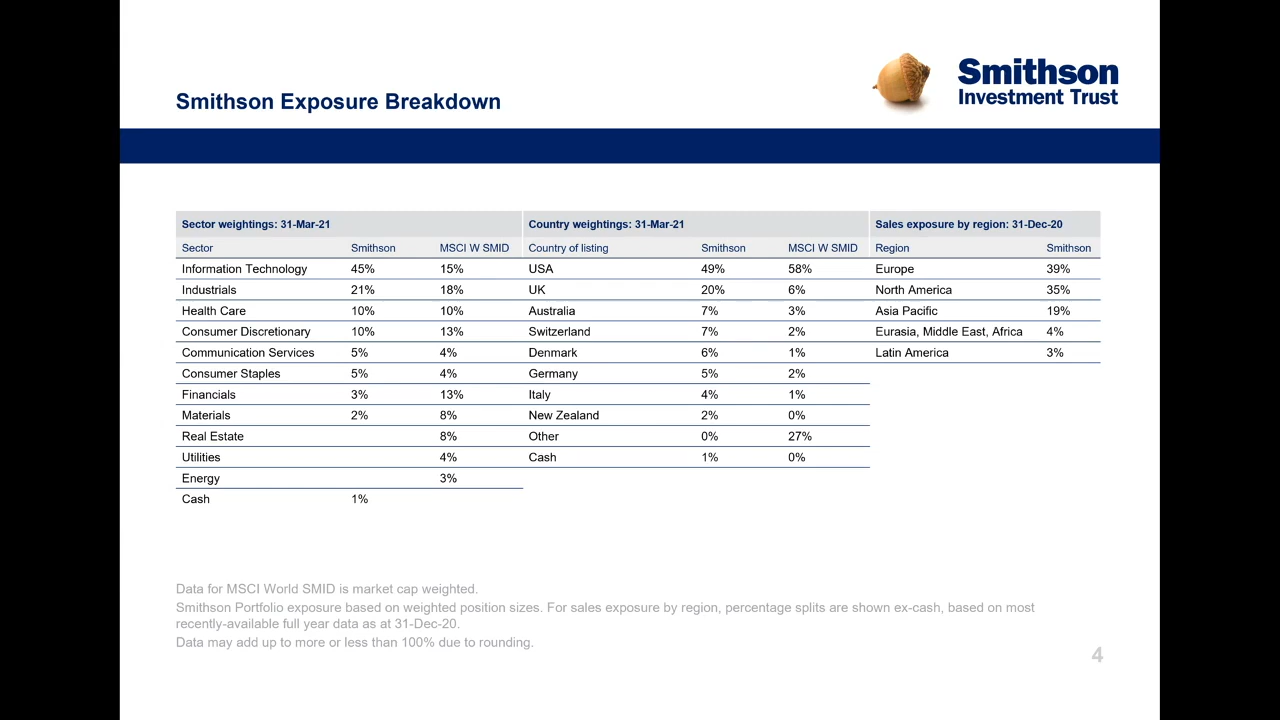 Smithson Exposure Breakdown
Smithson
Investment Trust
Sector weightings: 31-Mar-21 Country weightings: 31-Mar-21 Sales exposure by region: 31-Dec-20
Sector Smithson MSCI W SMID Country of listing Smithson MSCI W SMID Region Smithson
Information Technology 45% 15% USA 49% 58% Europe 39%
Industrials 21% 18% UK 20% 6% North America 35%
Health Care 10% 10% Australia 7% 3% Asia Pacific 19%
Consumer Discretionary 10% 13% Switzerland 7% 2% Eurasia, Middle East, Africa 4%
Communication Services 5% 4% Denmark 6% 1% Latin America 3%
Consumer Staples 5% 4% Germany 5% 2%
Financials 3% 13% Italy 4% 1%
Materials 2% 8% New Zealand 2% 0%
Real Estate 8% Other 0% 27%
Utilities 4% Cash 1% 0%
Energy 3%
Cash 1%
Data for MSCI World SMID is market cap weighted.
Smithson Portfolio exposure based on weighted position sizes. For sales exposure by region, percentage splits are shown ex-cash, based on most
recently-available full year data as at 31-Dec-20.
Data may add up to more or less than 100% due to rounding.
4